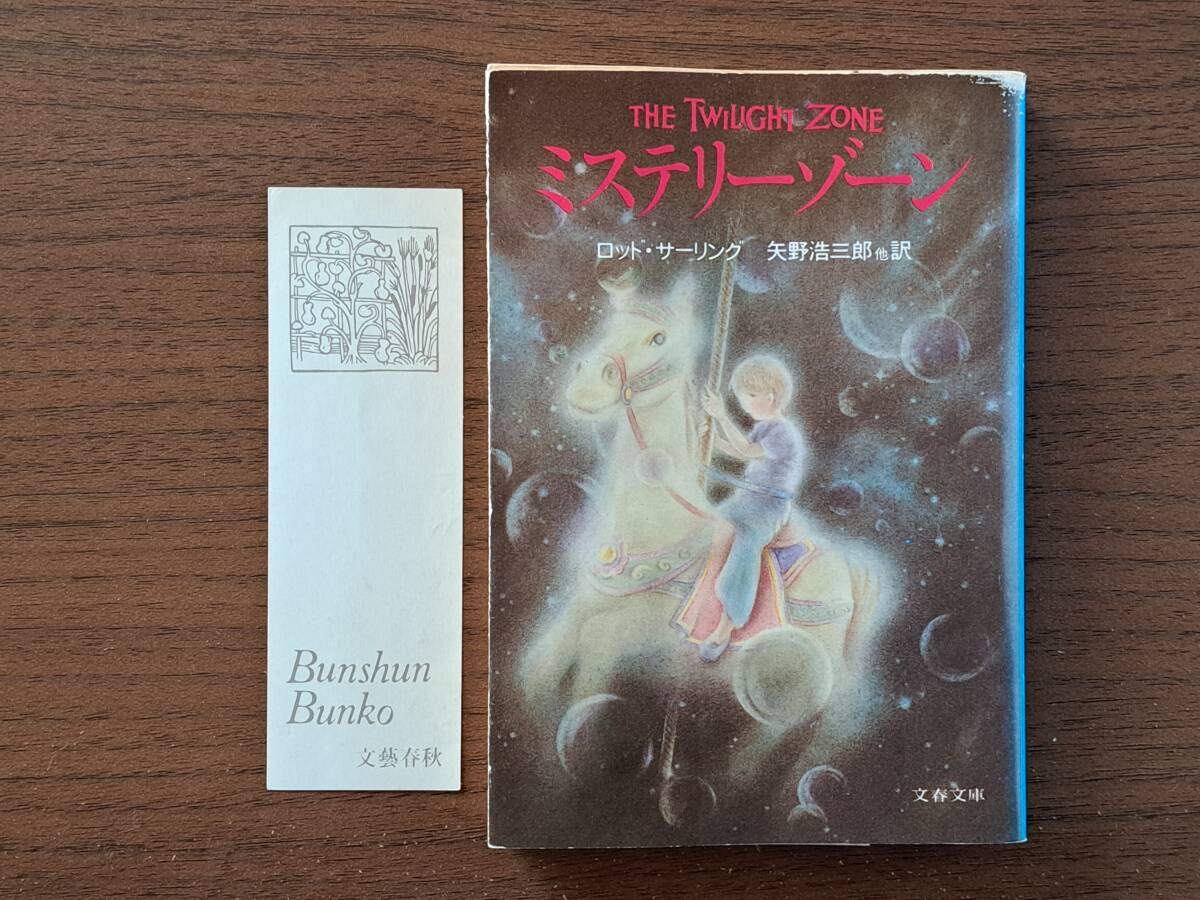 Bunshun
Bunko
文藝春秋
THE TWILIGHT ZONE
ミステリーゾーン
ロッド・サーリング 矢野浩三郎他訳
文春文庫